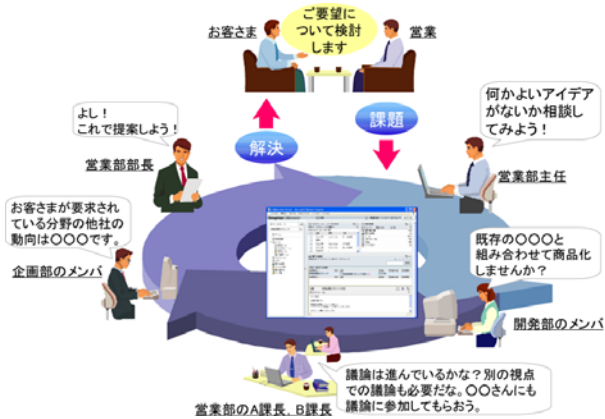 ご要望に
ついて検討
します
お客さま
営業
何かよいアイデア
がないか相談し
てみよう！
よし！
これで提案しよう！
解決
課題
営業部部長
営業部主任
お客さまが要求され
ている分野の他社の
動向は〇〇〇です。
既存の〇〇〇と
組み合わせて商品化
しませんか？
企画部のメンバ
開発部のメンバ
議論は進んでいるかな？別の視点
での議論も必要だな。〇〇さんにも
議論に参加してもらおう。
営業部のA課長、B課長